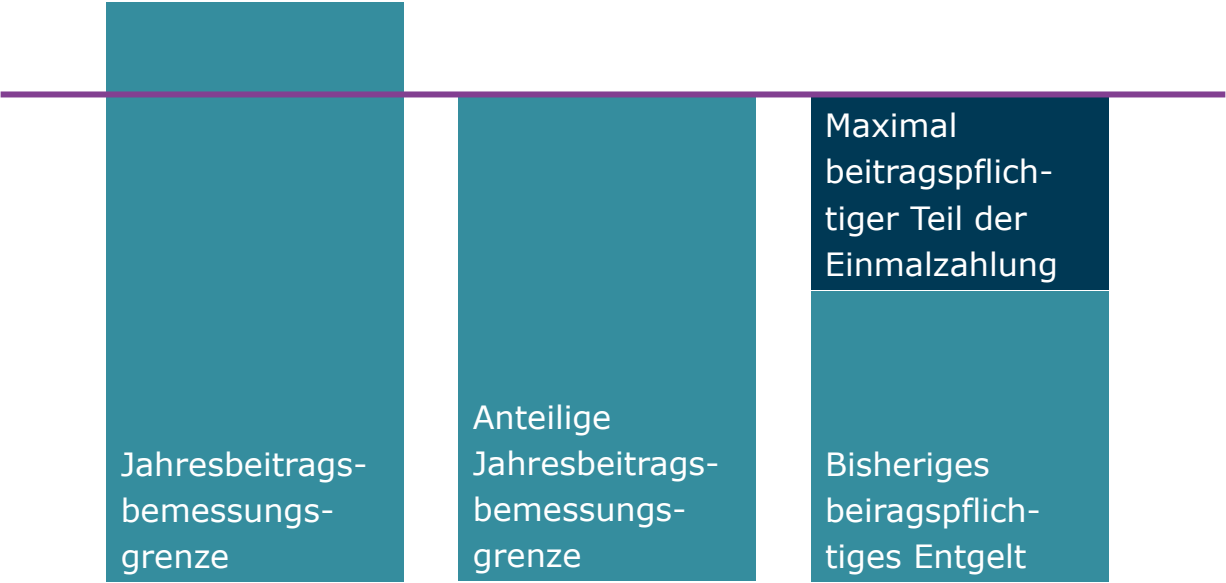 Jahresbeitrags-
bemessungs-
grenze
Anteilige
Jahresbeitrags-
bemessungs-
grenze
Maximal
beitragspflich-
tiger Teil der
Einmalzahlung
Bisheriges
beiragspflich-
tiges Entgelt